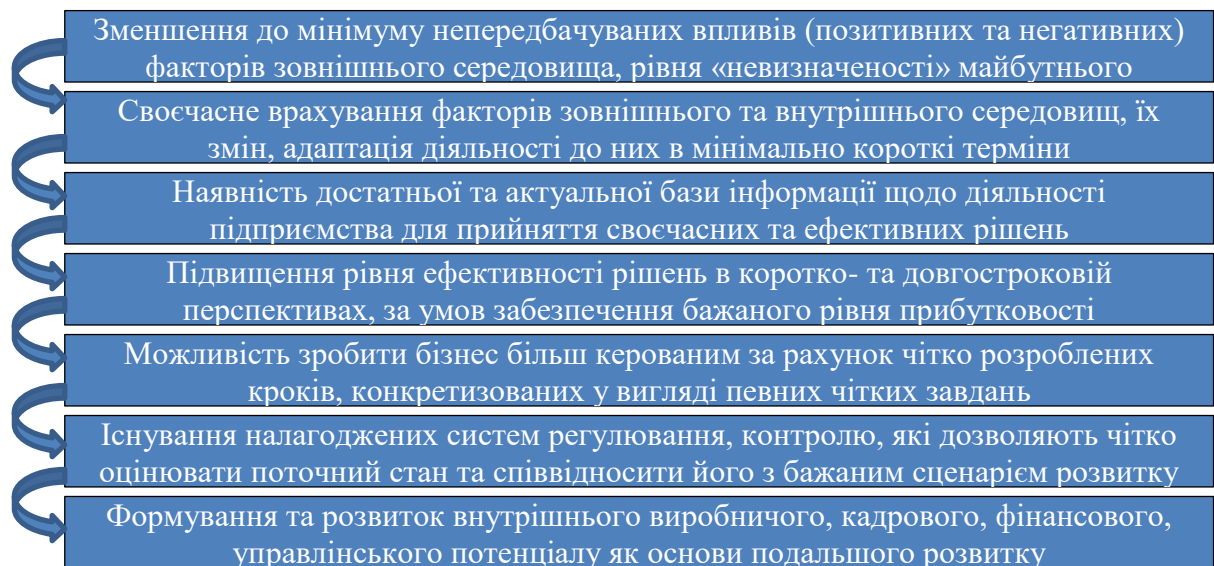 Зменшення до мінімуму непередбачуваних впливів (позитивних та негативних)
факторів зовнішнього середовища, рівня «невизначеності» майбутнього
Своєчасне врахування факторів зовнішнього та внутрішнього середовищ, їх
змін, адаптація діяльності до них в мінімально короткі терміни
Наявність достатньої та актуальної бази інформації щодо діяльності
підприємства для прийняття своєчасних та ефективних рішень
Підвищення рівня ефективності рішень в коротко- та довгостроковій
перспективах, за умов забезпечення бажаного рівня прибутковості
Можливість зробити бізнес більш керованим за рахунок чітко розроблених
кроків, конкретизованих у вигляді певних чітких завдань
Існування налагоджених систем регулювання, контролю, які дозволяють чітко
оцінювати поточний стан та співвідносити його з бажаним сценарієм розвитку
Формування та розвиток внутрішнього виробничого, кадрового, фінансового,
управлінського потенціалу як основи подальшого розвитку